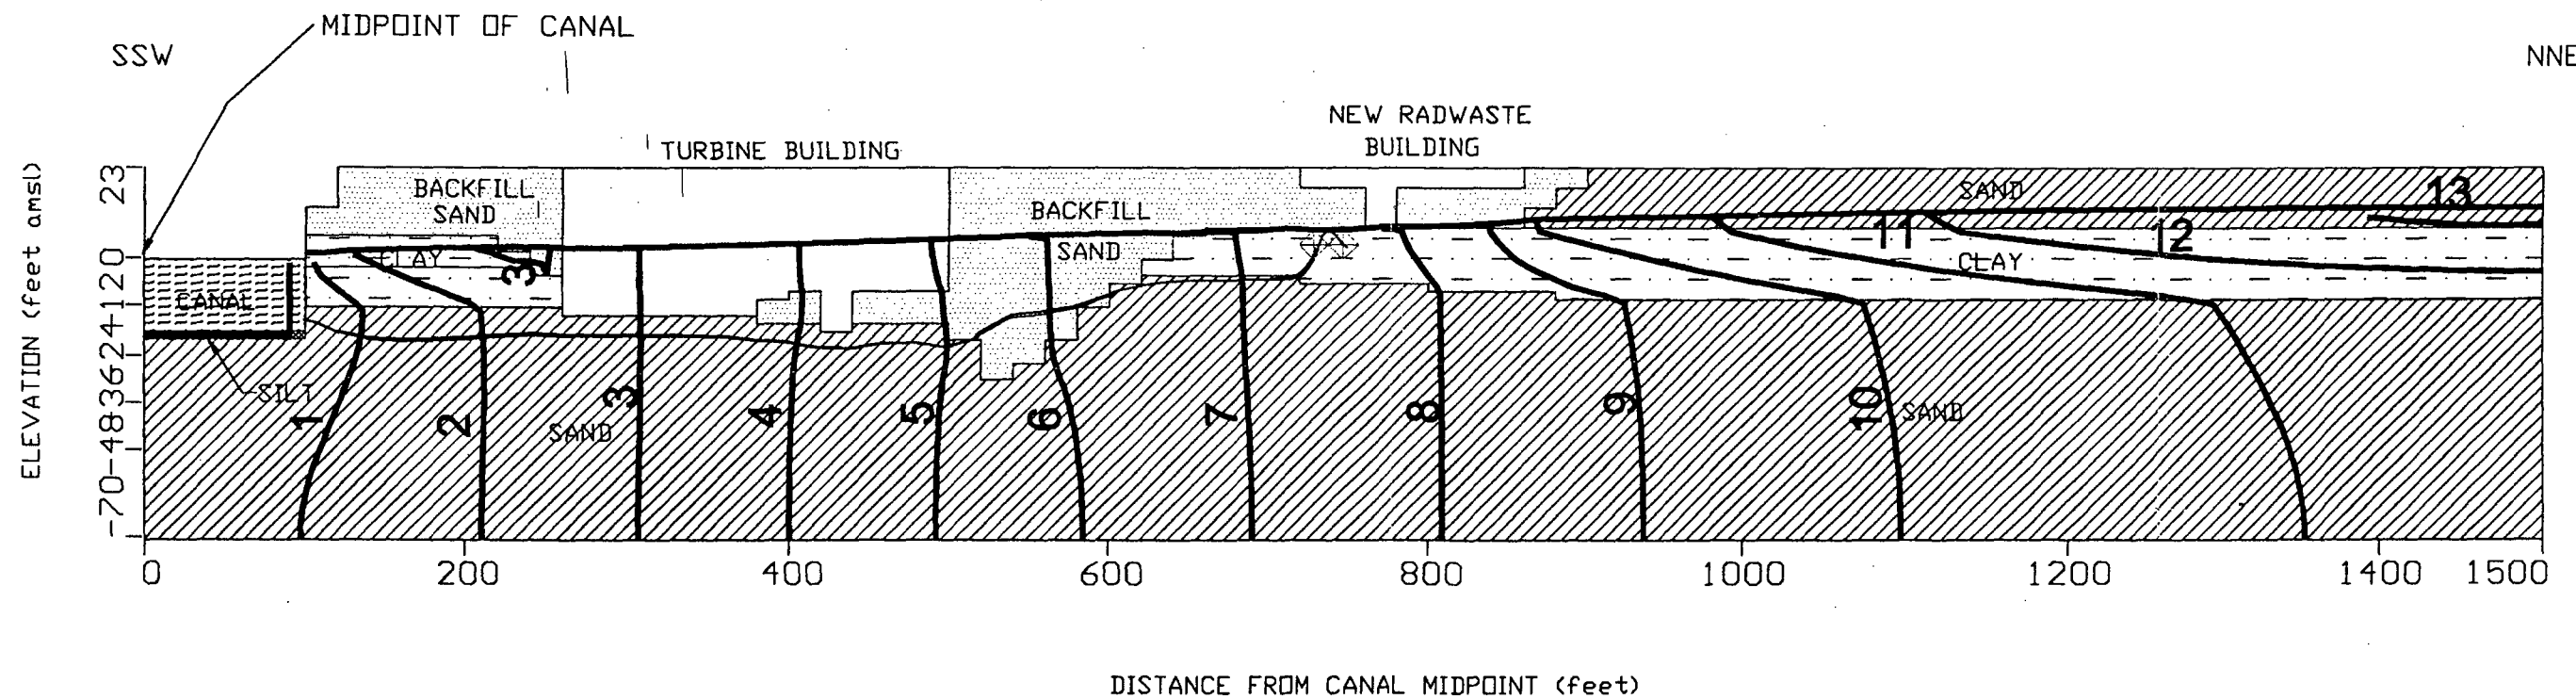 MIDPOINT OF CANAL
SSW
NNE
NEW RADWASTE
BUILDING
TURBINE BUILDING
ELEVATION (feet amsl)
23
0
-12
-24
-36
-48
-70
BACKFILL
SAND
BACKFILL
SAND
SAND
13
11
12
CLAY
3
CLAY
CANAL
SILT
1
2
3
4
5
6
7
8
9
10
SAND
SAND
0
200
400
600
800
1000
1200
1400
1500
DISTANCE FROM CANAL MIDPOINT (feet)